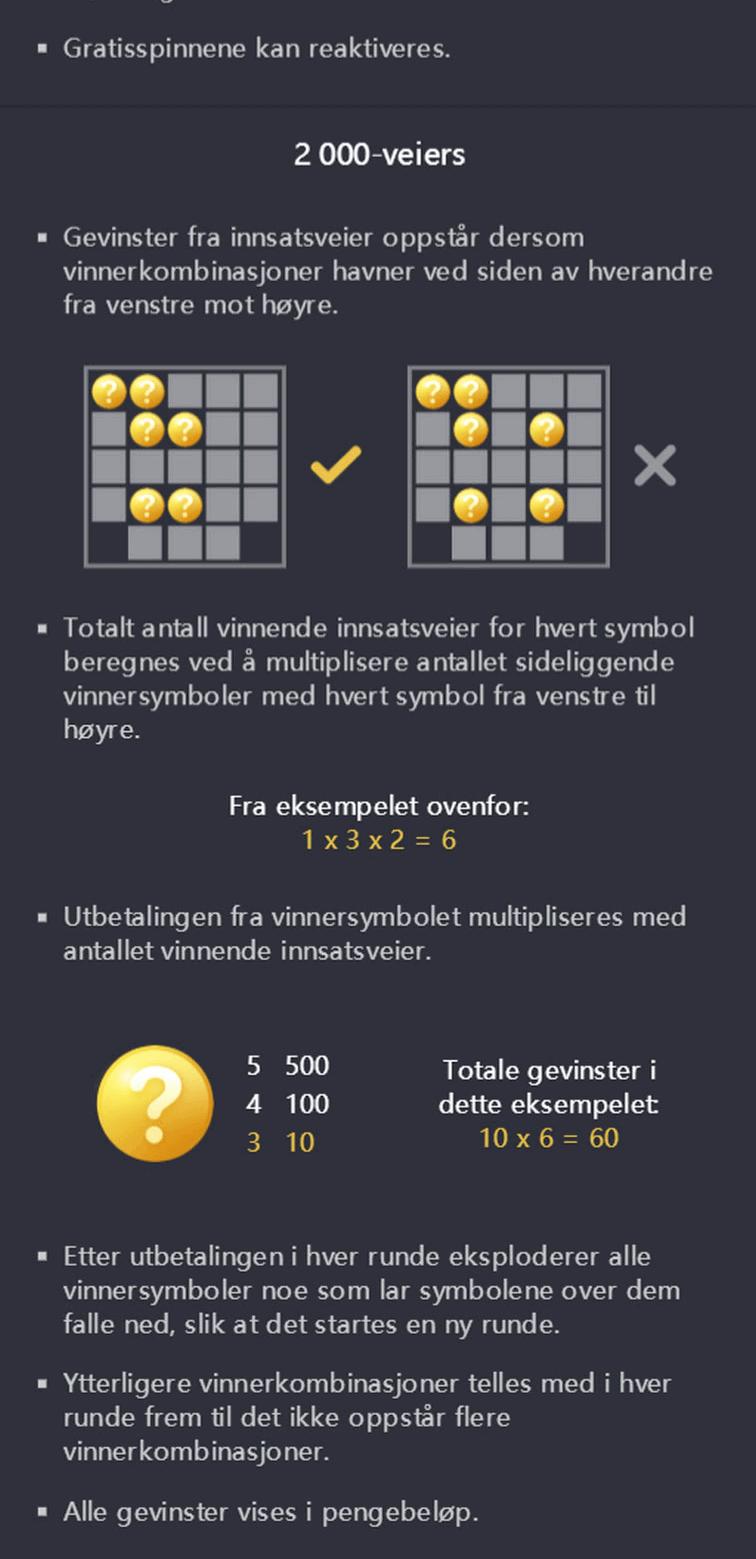 Gratisspinnene kan reaktiveres.
2 000-veiers
Gevinster fra innsatsveier oppstår dersom
vinnerkombinasjoner havner ved siden av hverandre
fra venstre mot høyre.
Totalt antall vinnende innsatsveier for hvert symbol
beregnes ved å multiplisere antallet sideliggende
vinnersymboler med hvert symbol fra venstre til
høyre.
Fra eksempelet ovenfor:
1 x 3 x 2 = 6
Utbetalingen fra vinnersymbolet multipliseres med
antallet vinnende innsatsveier.
5 500
4 100
3 10
Totale gevinster i
dette eksempelet:
10 x 6 = 60
Etter utbetalingen i hver runde eksploderer alle
vinnersymboler noe som lar symbolene over dem
falle ned, slik at det startes en ny runde.
Ytterligere vinnerkombinasjoner telles med i hver
runde frem til det ikke oppstår flere
vinnerkombinasjoner.
Alle gevinster vises i pengebeløp.